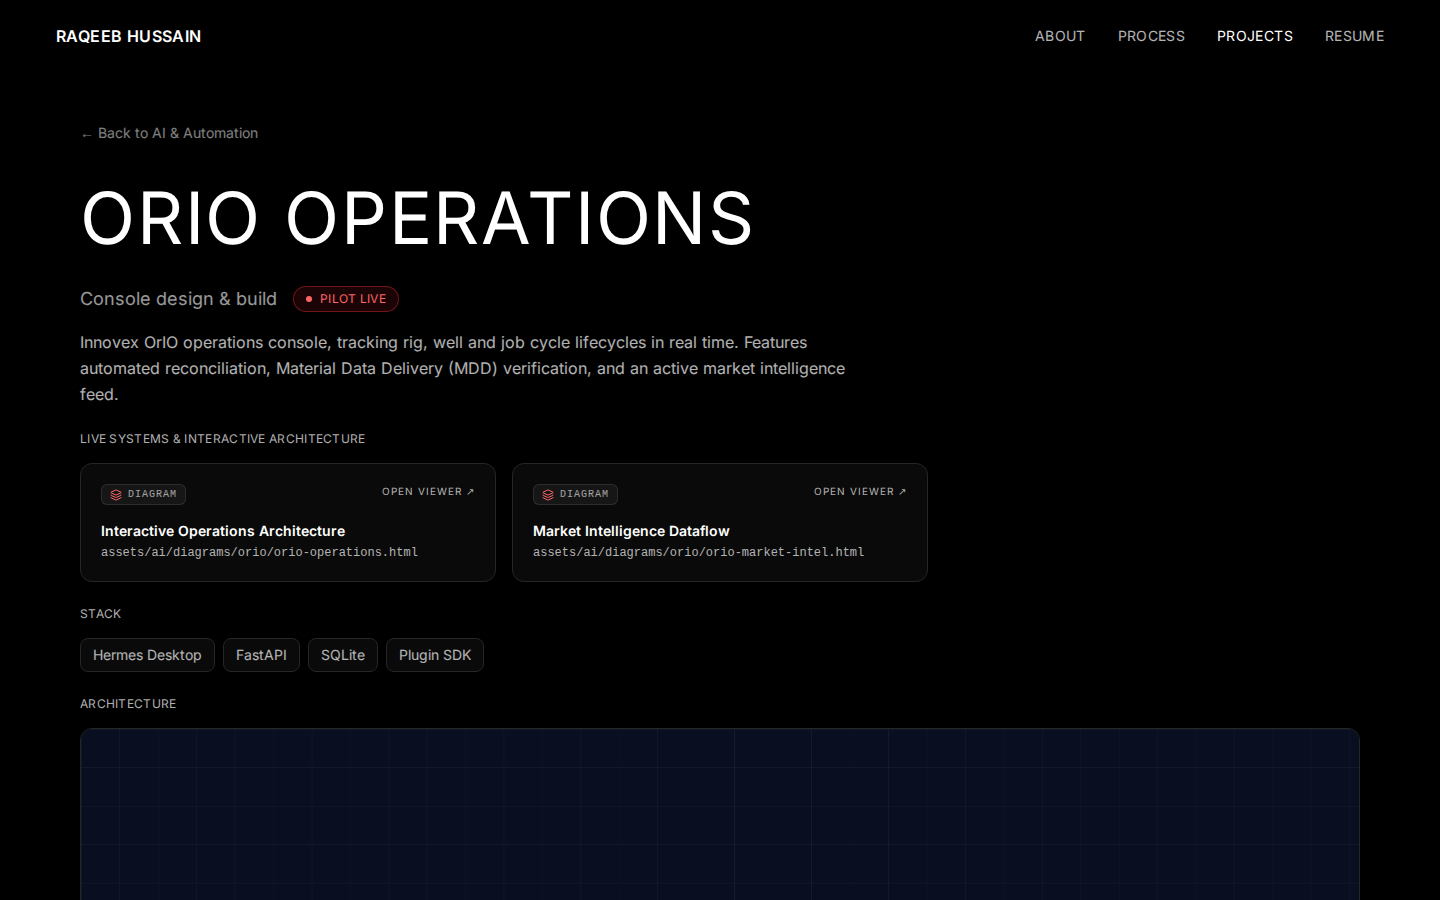 RAQEEB HUSSAIN
ABOUT PROCESS PROJECTS RESUME
← Back to AI & Automation
ORIO OPERATIONS
Console design & build
PILOT LIVE
Innovex OrIO operations console, tracking rig, well and job cycle lifecycles in real time. Features
automated reconciliation, Material Data Delivery (MDD) verification, and an active market intelligence
feed.
LIVE SYSTEMS & INTERACTIVE ARCHITECTURE
DIAGRAM
OPEN VIEWER ↗
Interactive Operations Architecture
assets/ai/diagrams/orio/orio-operations.html
DIAGRAM
OPEN VIEWER ↗
Market Intelligence Dataflow
assets/ai/diagrams/orio/orio-market-intel.html
STACK
Hermes Desktop
FastAPI
SQLite
Plugin SDK
ARCHITECTURE